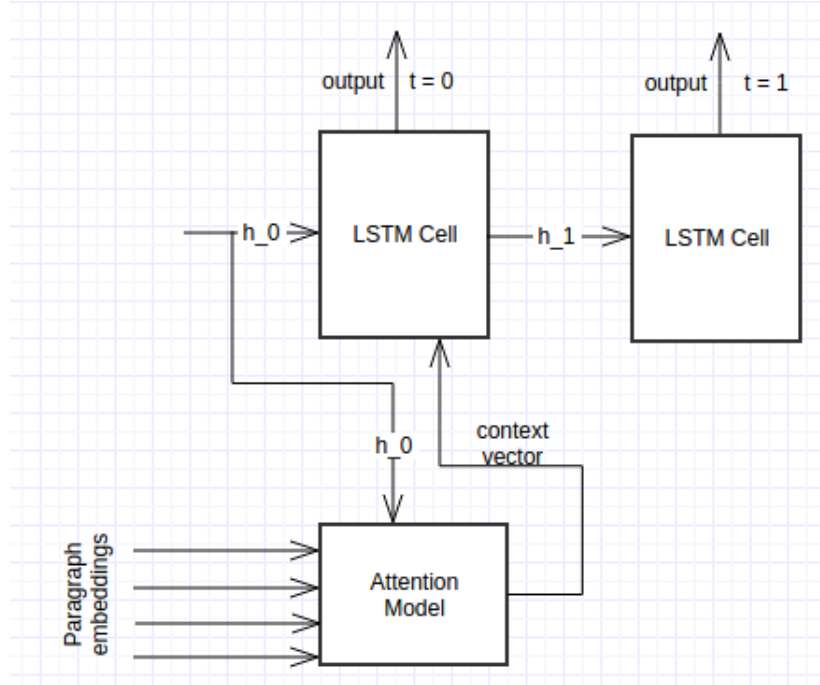 output t = 0
output t = 1
h_0
LSTM Cell
h_1
LSTM Cell
h_0
context
vector
Paragraph
embeddings
Attention
Model